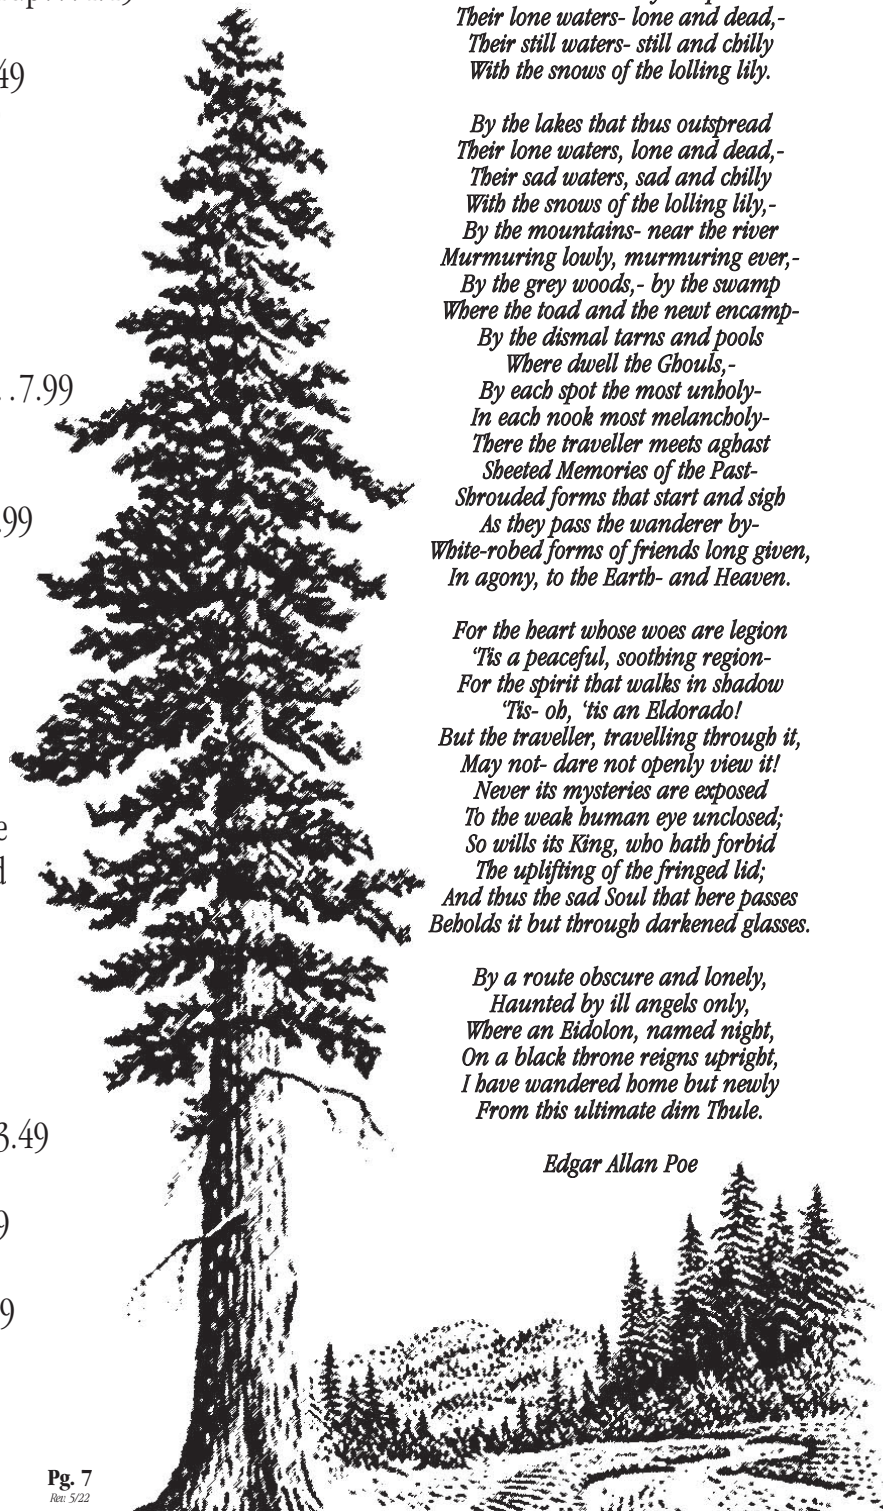 49
. .7.99
.99
e
d
3.49
9
9
Their lone waters- lone and dead,-
Their still waters- still and chilly
With the snows of the lolling lily.
By the lakes that thus outspread
Their lone waters, lone and dead,-
Their sad waters, sad and chilly
With the snows of the lolling lily,-
By the mountains- near the river
Murmuring lowly, murmuring ever,-
By the grey woods,- by the swamp
Where the toad and the newt encamp-
By the dismal tarns and pools
Where dwell the Ghouls,-
By each spot the most unholy-
In each nook most melancholy-
There the traveller meets aghast
Sheeted Memories of the Past-
Shrouded forms that start and sigh
As they pass the wanderer by-
White-robed forms of friends long given,
In agony, to the Earth- and Heaven.
For the heart whose woes are legion
‘Tis a peaceful, soothing region-
For the spirit that walks in shadow
‘Tis- oh, ‘tis an Eldorado!
But the traveller, travelling through it,
May not- dare not openly view it!
Never its mysteries are exposed
To the weak human eye unclosed;
So wills its King, who hath forbid
The uplifting of the fringed lid;
And thus the sad Soul that here passes
Beholds it but through darkened glasses.
By a route obscure and lonely,
Haunted by ill angels only,
Where an Eidolon, named night,
On a black throne reigns upright,
I have wandered home but newly
From this ultimate dim Thule.
Edgar Allan Poe
Pg. 7
Rev. 5/22